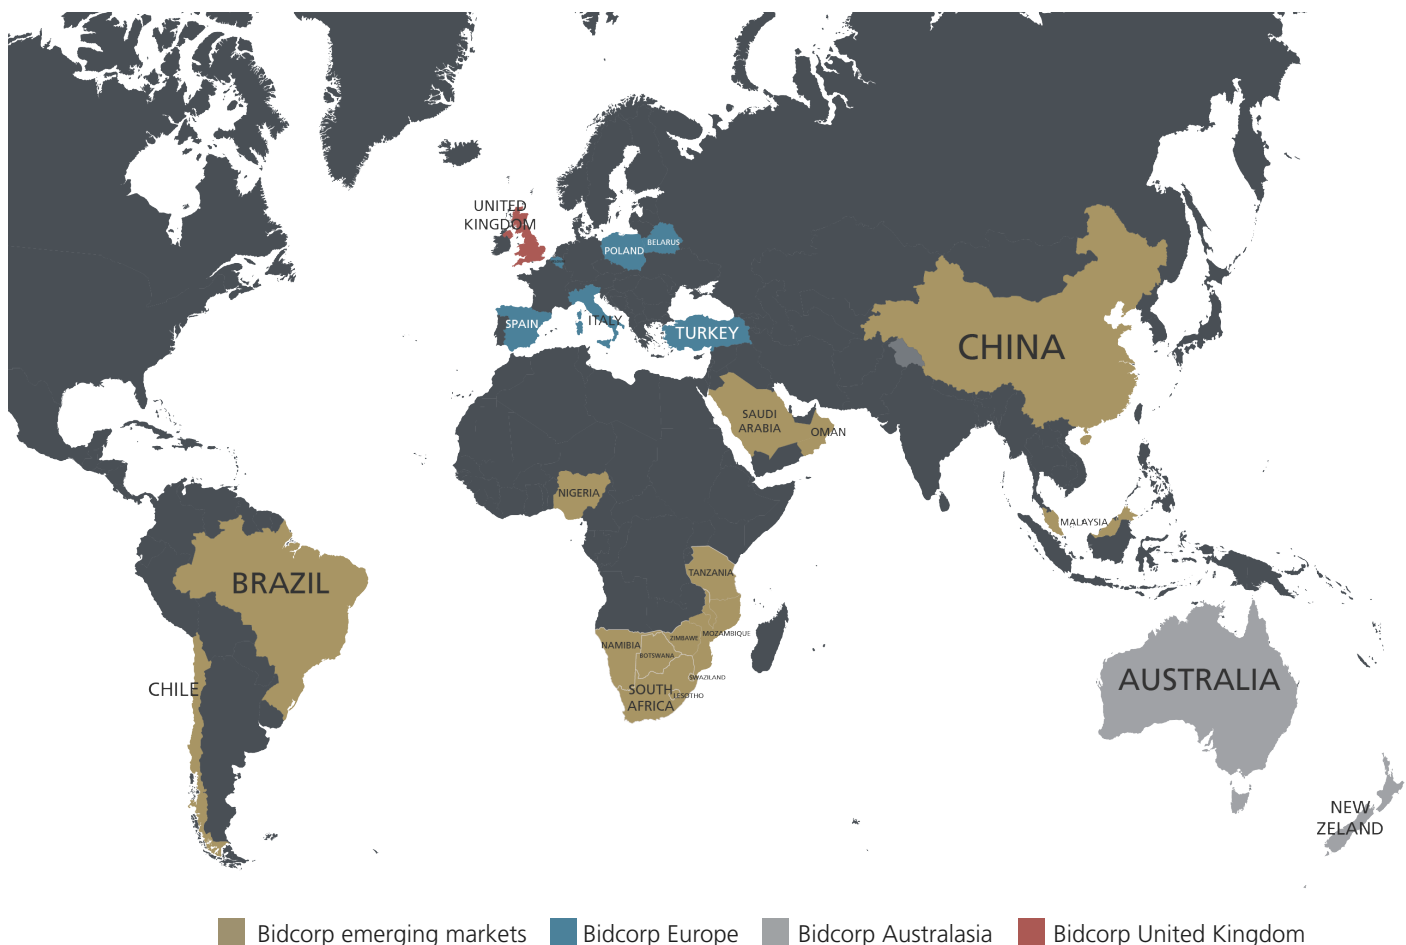 UNITED
KINGDOM
POLAND
BELARUS
SPAIN
ITALY
TURKEY
CHINA
SAUDI
ARABIA
OMAN
NIGERIA
MALAYSIA
BRAZIL
TANZANIA
NAMIBIA
ZIMBAWE
MOZAMBIQUE
BOTSWANA
SWAZILAND
CHILE
SOUTH
AFRICA
LESOTHO
AUSTRALIA
NEW
ZELAND
Bidcorp emerging markets
Bidcorp Europe
Bidcorp Australasia
Bidcorp United Kingdom